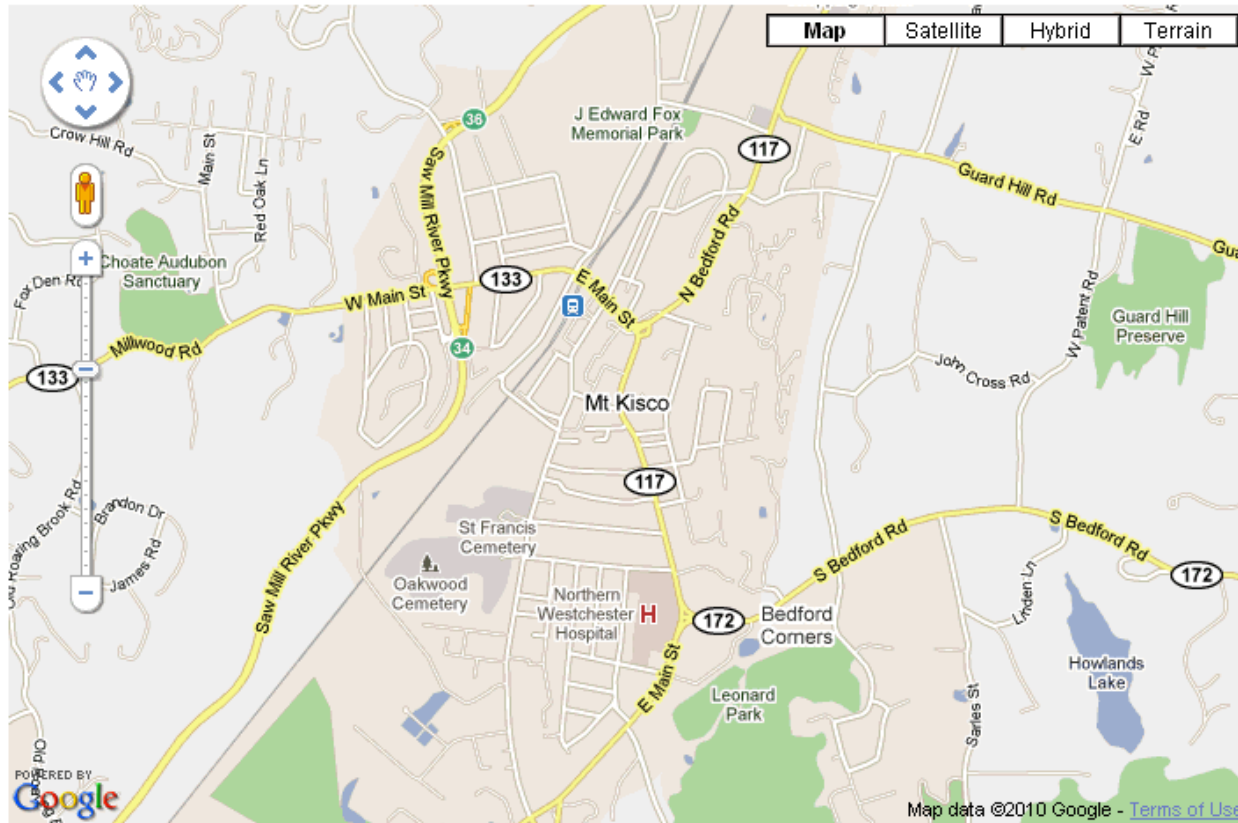 Map
Satellite
Hybrid
Terrain
36
J Edward Fox
Memorial Park
117
Crow Hill Rd
Main St
Red Oak Ln
Saw Mill River Pkwy
E Rd
Guard Hill Rd
Choate Audubon
Sanctuary
Fox Den Rd
W Main St
133
E Main St
N Bedford Rd
W Patent Rd
Guard Hill
Preserve
Millwood Rd
34
133
John Cross Rd
Mt Kisco
117
Old Roaring Brook Rd
Brandon Dr
James Rd
St Francis
Cemetery
Oakwood
Cemetery
Saw Mill River Pkwy
S Bedford Rd
S Bedford Rd
172
Northern
Westchester
Hospital
H
172
Bedford
Corners
Linden Ln
Howlands
Lake
E Main St
Leonard
Park
Sarles St
POWERED BY
Google
Map data ©2010 Google - Terms of Use